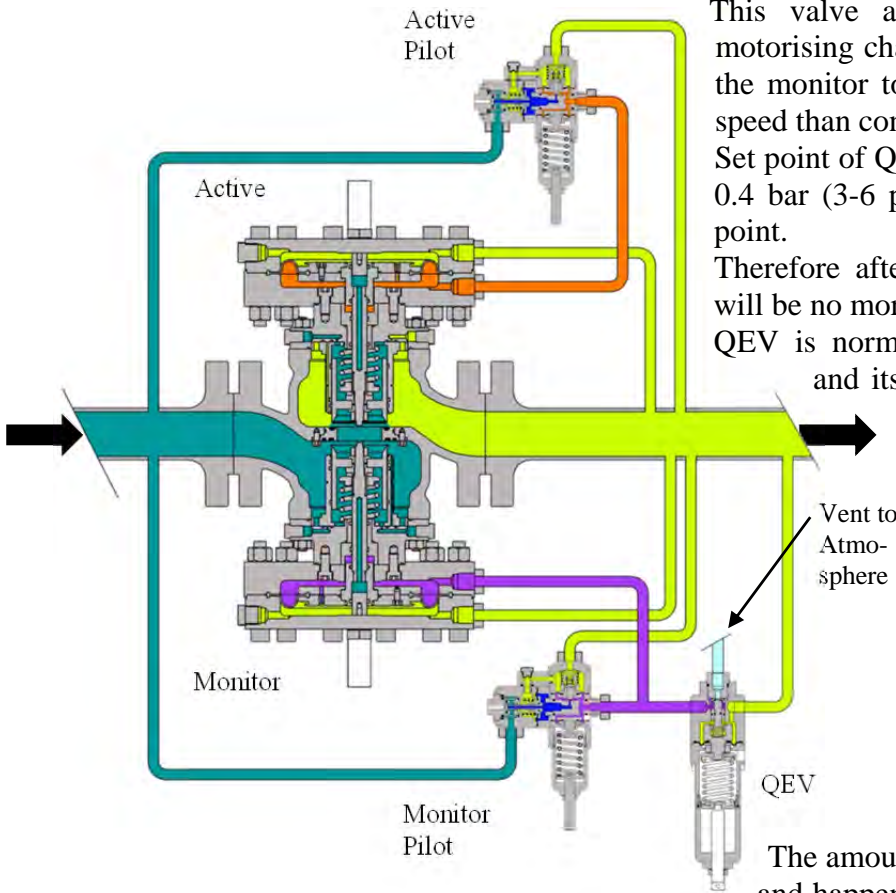 Active
Pilot
This valve a
motorising cha
the monitor to
speed than con
Set point of Q
0.4 bar (3-6 p
point.
Therefore afte
will be no mor
QEV is norm
and its
Active
Vent to
Atmo-
sphere
Monitor
QEV
Monitor
Pilot
The amou
and happen